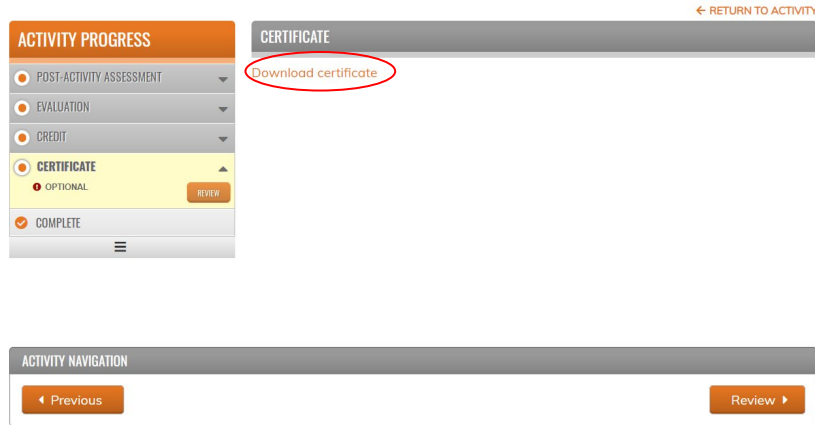 ← RETURN TO ACTIVITY
ACTIVITY PROGRESS
POST-ACTIVITY ASSESSMENT
EVALUATION
CREDIT
CERTIFICATE
OPTIONAL
REVIEW
COMPLETE
CERTIFICATE
Download certificate
ACTIVITY NAVIGATION
Previous
Review